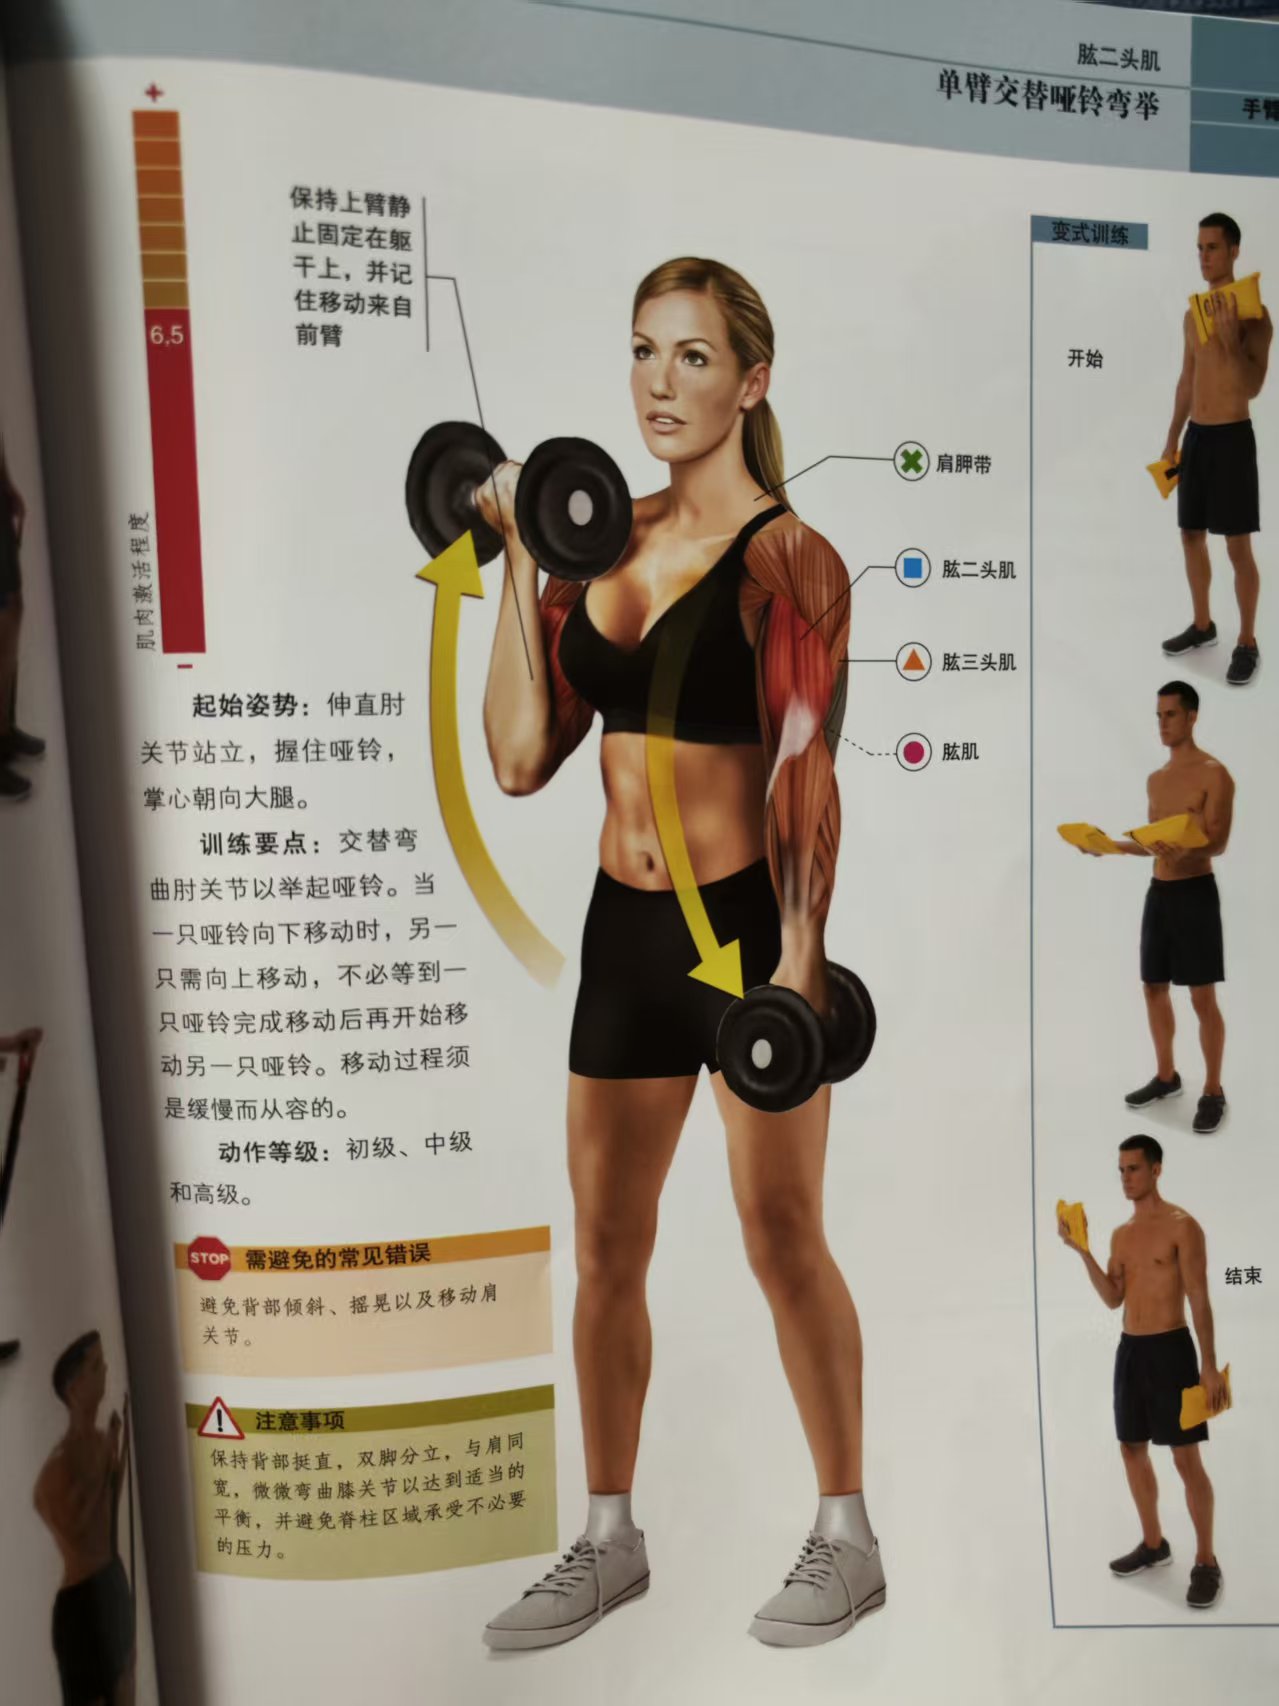 肱二头肌
单臂交替哑铃弯举
+
6,5
肌肉激活程度
-
保持上臂静
止固定在躯
干上，并记
住移动来自
前臂
肩胛带
肱二头肌
肱三头肌
肱肌
起始姿势：伸直肘
关节站立，握住哑铃，
掌心朝向大腿。
训练要点：交替弯
曲肘关节以举起哑铃。当
一只哑铃向下移动时，另一
只需向上移动，不必等到一
只哑铃完成移动后再开始移
动另一只哑铃。移动过程须
是缓慢而从容的。
动作等级：初级、中级
和高级。
STOP 需避免的常见错误
避免背部倾斜、摇晃以及移动肩
关节。
! 注意事项
保持背部挺直，双脚分立，与肩同
宽，微微弯曲膝关节以达到适当的
平衡，并避免脊柱区域承受不必要
的压力。
变式训练
开始
结束